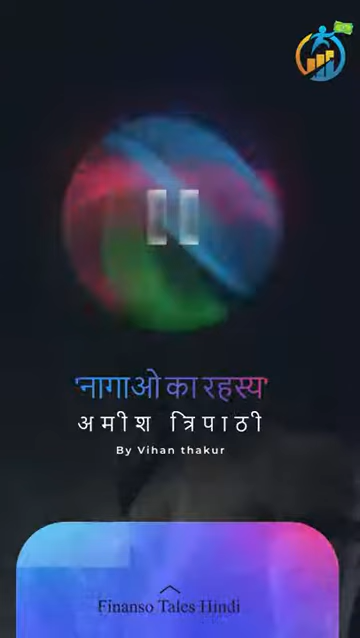 'नागाओ का रहस्य'
अमीश त्रिपाठी
By Vihan thakur
Finanso Tales Hindi